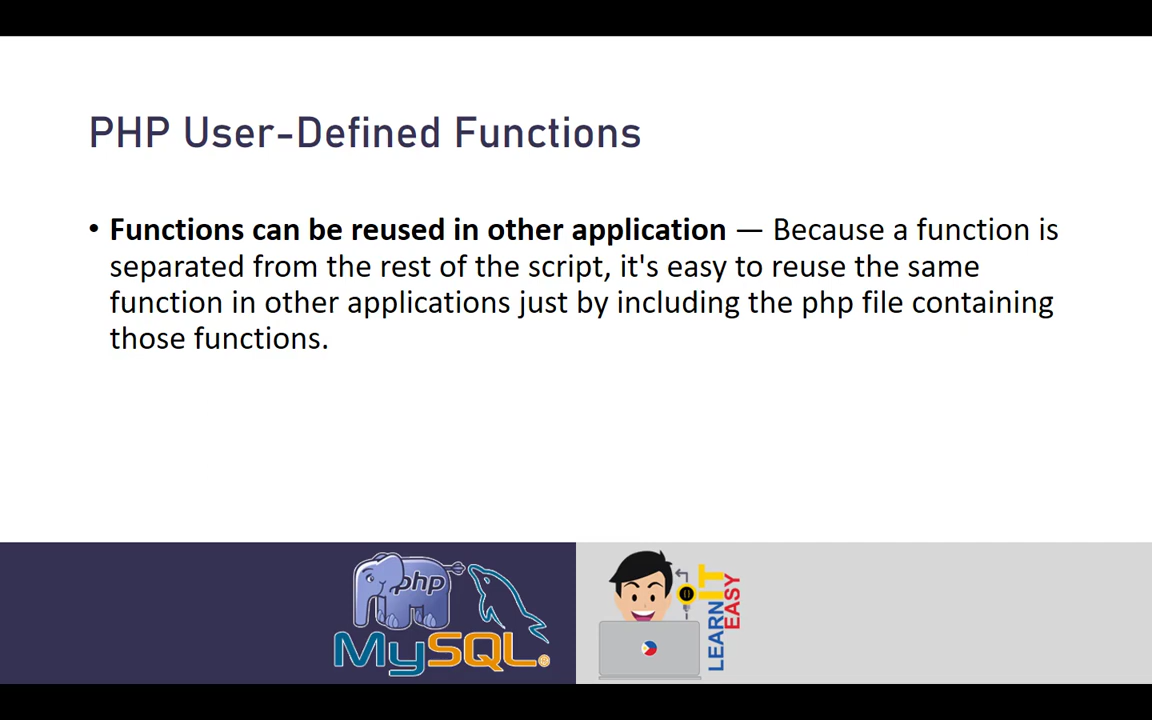 PHP User-Defined Functions
• Functions can be reused in other application — Because a function is
separated from the rest of the script, it's easy to reuse the same
function in other applications just by including the php file containing
those functions.
php
MySQL
LEARN IT
EASY